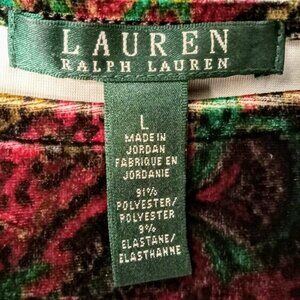 LAUREN
RALPH LAUREN
L
MADE IN
JORDAN
FABRIQUE EN
JORDANIE
91%
POLYESTER/
POLYESTER
9%
ELASTANE/
ELASTHANNE